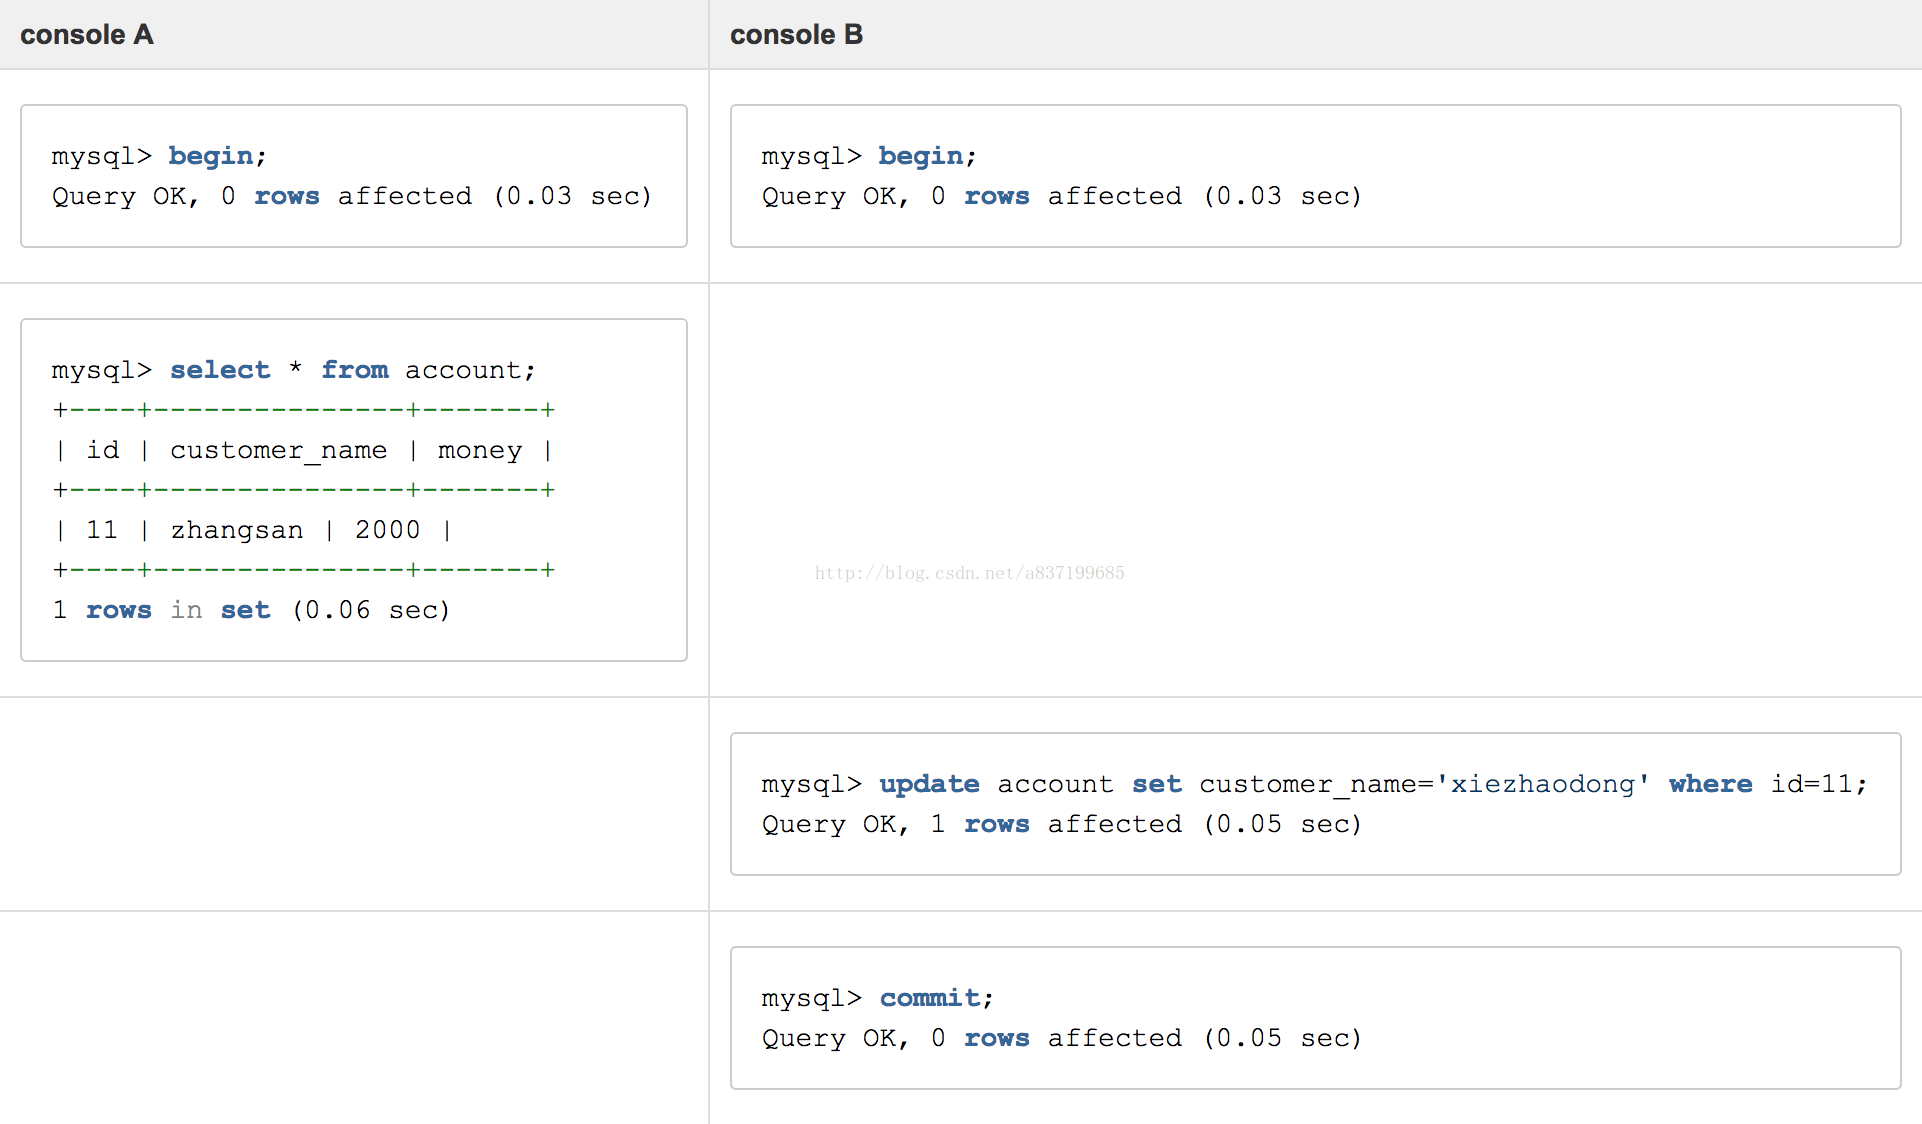 console A
console B
mysql> begin;
Query OK, 0 rows affected (0.03 sec)
mysql> begin;
Query OK, 0 rows affected (0.03 sec)
mysql> select * from account;
+----+---------------+-------+
| id | customer_name | money |
+----+---------------+-------+
| 11 | zhangsan | 2000 |
+----+---------------+-------+
1 rows in set (0.06 sec)
http://blog.csdn.net/a837199685
mysql> update account set customer_name='xiezhaodong' where id=11;
Query OK, 1 rows affected (0.05 sec)
mysql> commit;
Query OK, 0 rows affected (0.05 sec)